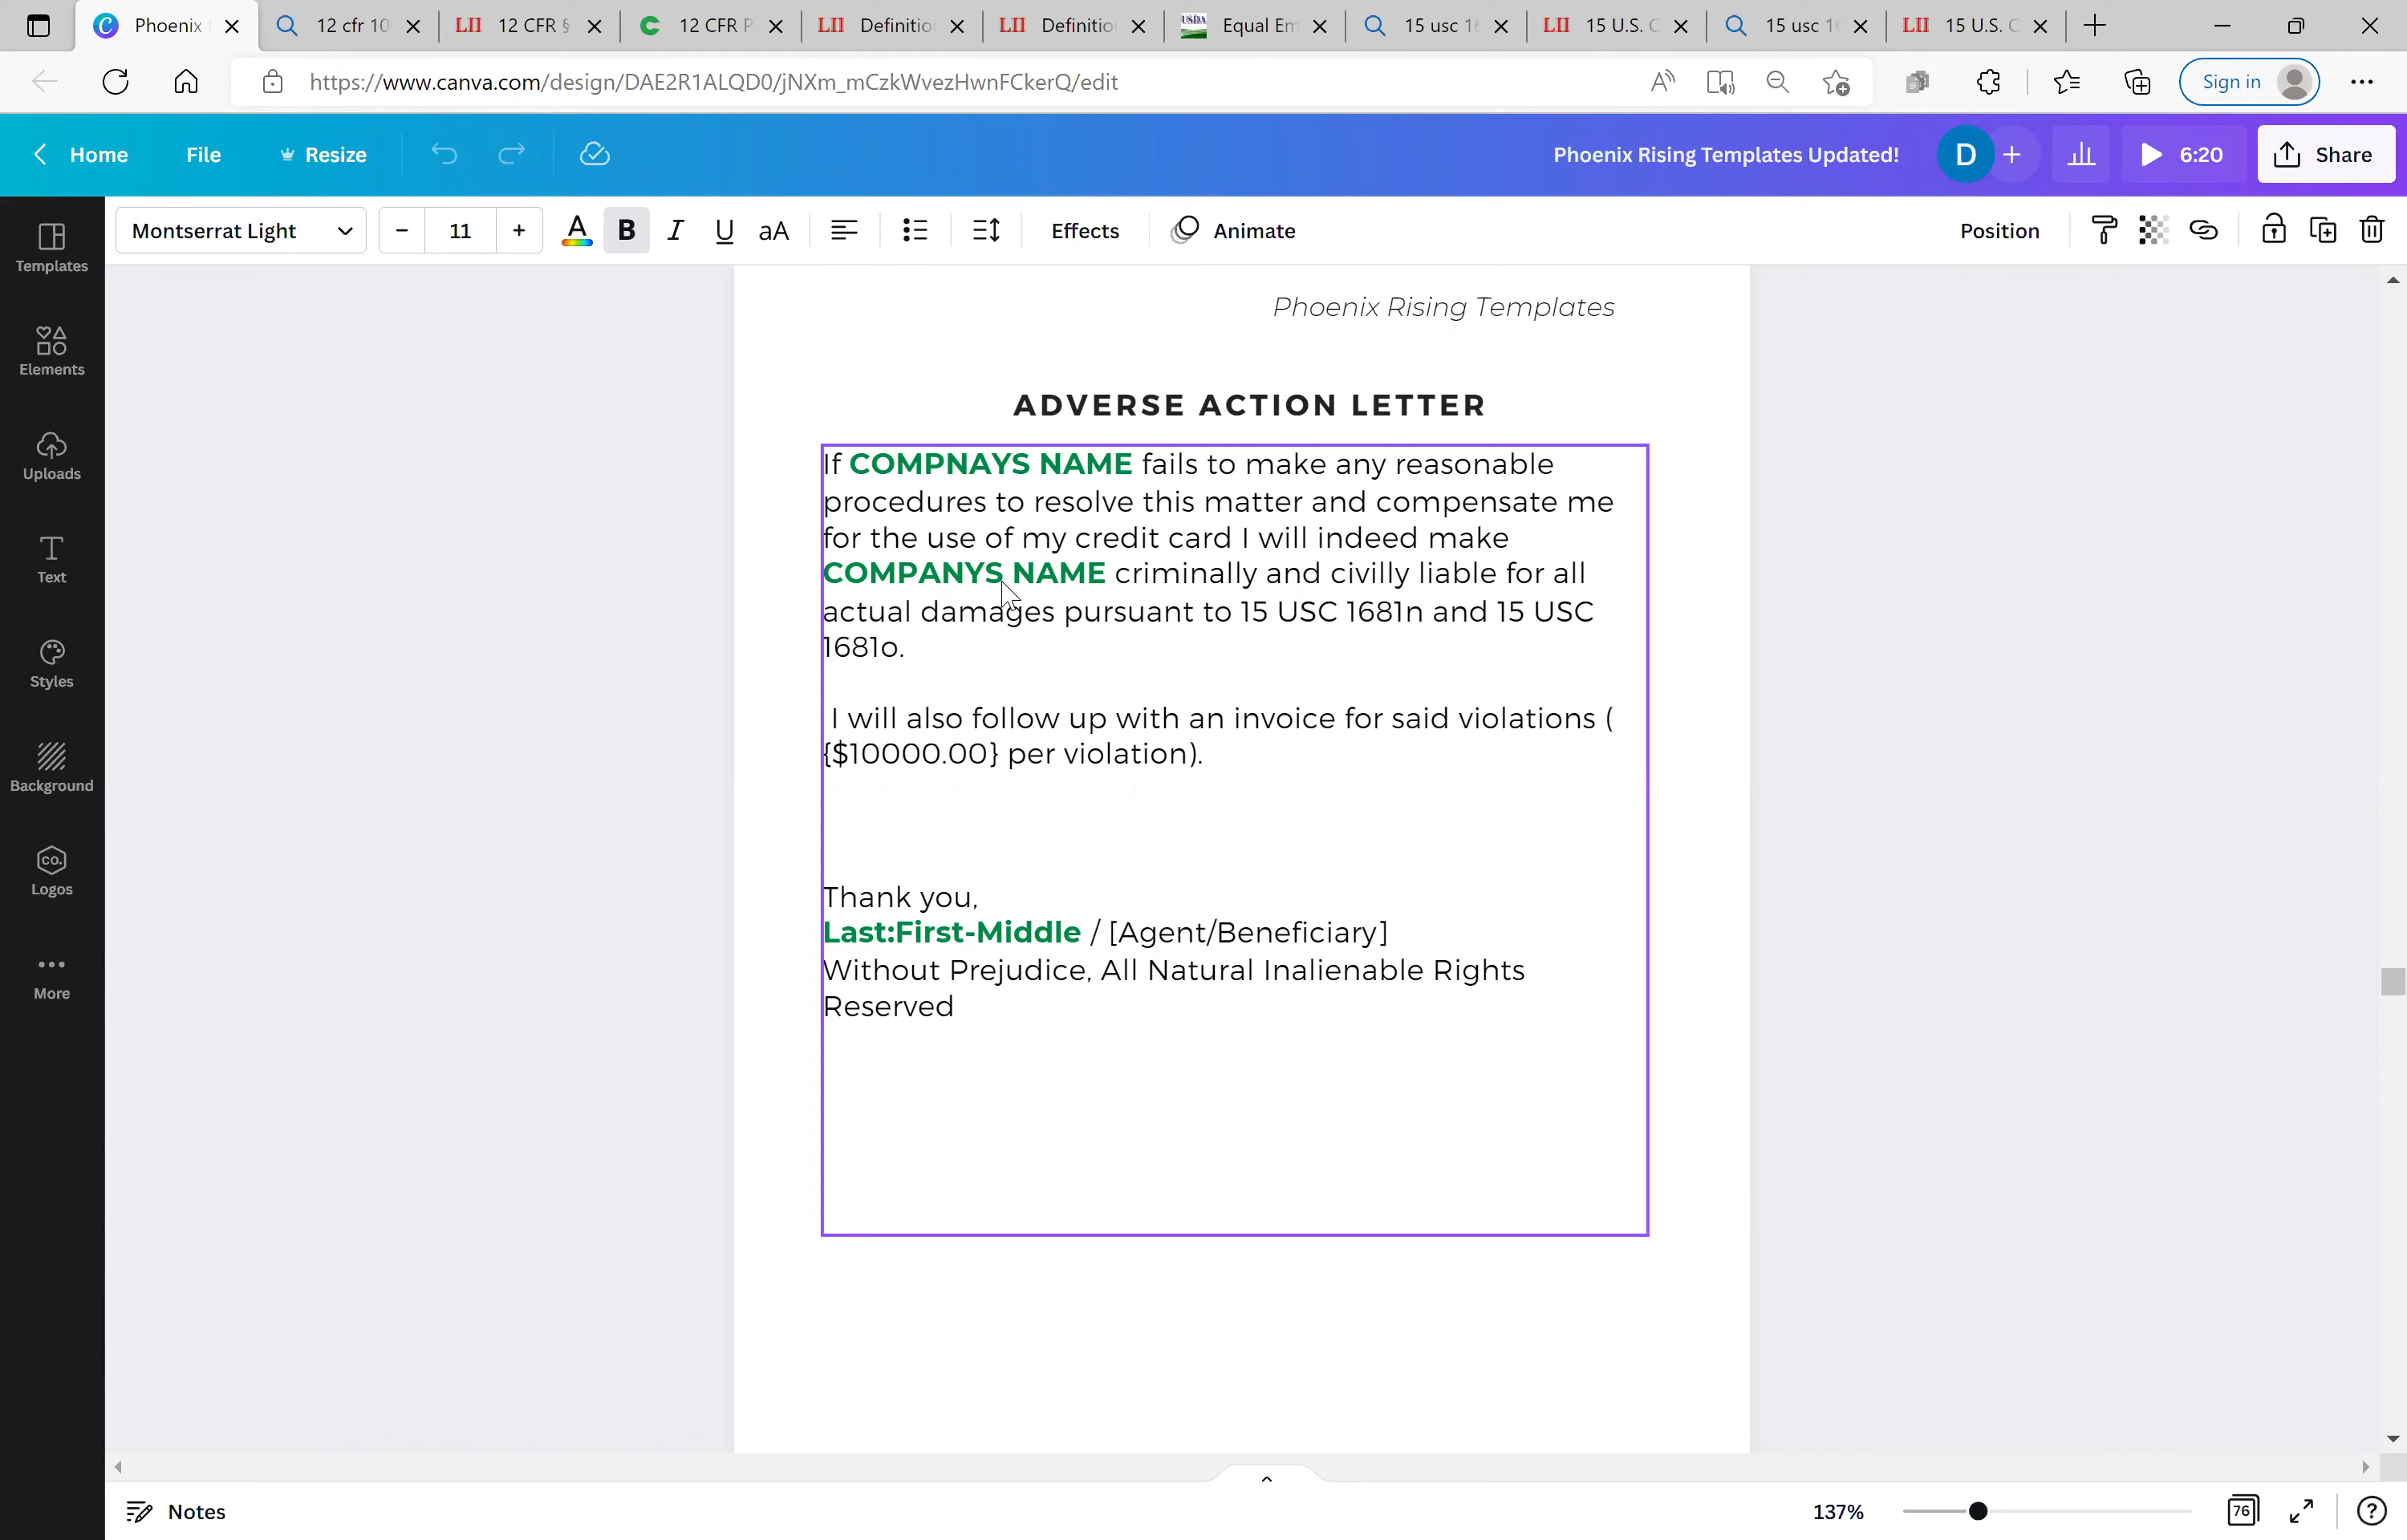 Phoenix
12 cfr 10
12 CFR §
12 CFR P
Definitio
Definitio
USDA
Equal Em
15 usc 16
15 U.S. C
15 usc 1
15 U.S. C
https://www.canva.com/design/DAE2R1ALQD0/jNXm_mCzkWvezHwnFCkerQ/edit
Sign in
Home
File
Resize
Phoenix Rising Templates Updated!
D
6:20
Share
Montserrat Light
11
A
B
I
U
aA
Effects
Animate
Position
Templates
Elements
Uploads
Text
Styles
Background
CO.
Logos
More
Phoenix Rising Templates
ADVERSE ACTION LETTER
If COMPNAYS NAME fails to make any reasonable
procedures to resolve this matter and compensate me
for the use of my credit card I will indeed make
COMPANYS NAME criminally and civilly liable for all
actual damages pursuant to 15 USC 1681n and 15 USC
1681o.
I will also follow up with an invoice for said violations (
{$10000.00} per violation).
Thank you,
Last:First-Middle / [Agent/Beneficiary]
Without Prejudice, All Natural Inalienable Rights
Reserved
Notes
137%
76